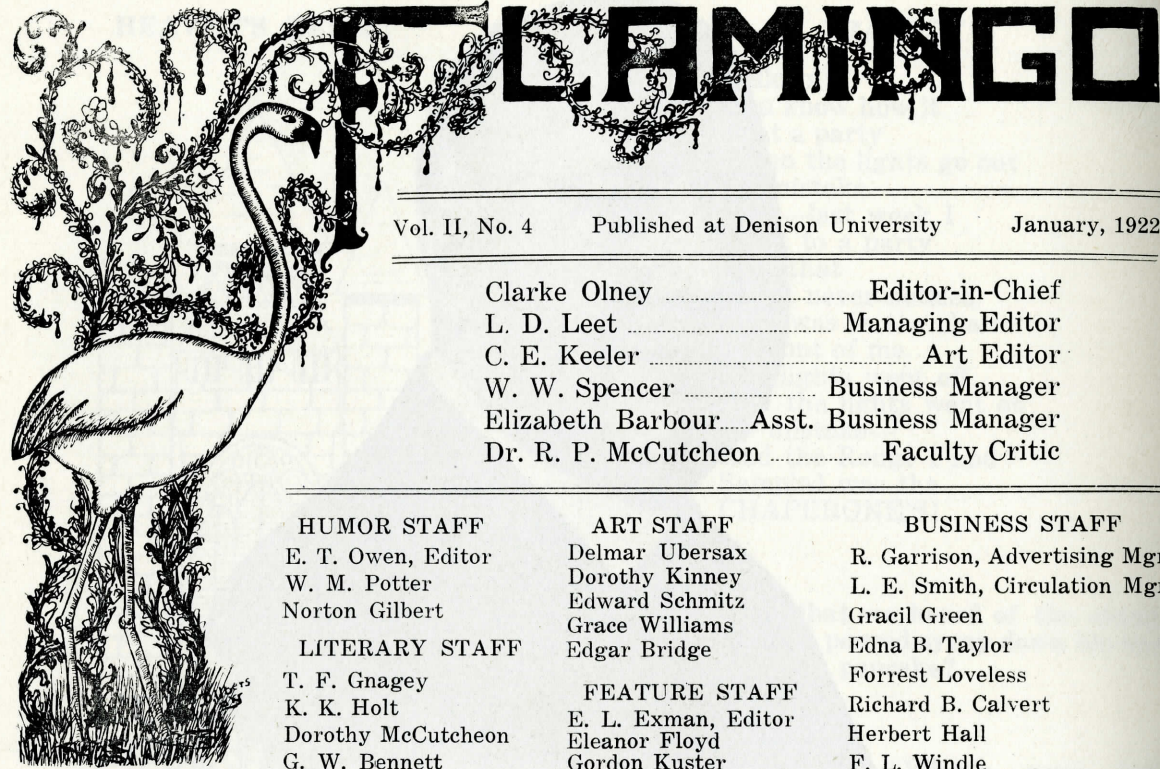 FLAMINGO
Vol. II, No. 4 Published at Denison University January, 1922
Clarke Olney Editor-in-Chief
L. D. Leet Managing Editor
C. E. Keeler Art Editor
W. W. Spencer Business Manager
Elizabeth Barbour Asst. Business Manager
Dr. R. P. McCutcheon Faculty Critic
HUMOR STAFF
E. T. Owen, Editor
W. M. Potter
Norton Gilbert
LITERARY STAFF
T. F. Gnagey
K. K. Holt
Dorothy McCutcheon
G. W. Bennett
ART STAFF
Delmar Ubersax
Dorothy Kinney
Edward Schmitz
Grace Williams
Edgar Bridge
FEATURE STAFF
E. L. Exman, Editor
Eleanor Floyd
Gordon Kuster
BUSINESS STAFF
R. Garrison, Advertising Mgr
L. E. Smith, Circulation Mgr
Gracil Green
Edna B. Taylor
Forrest Loveless
Richard B. Calvert
Herbert Hall
F. L. Windle